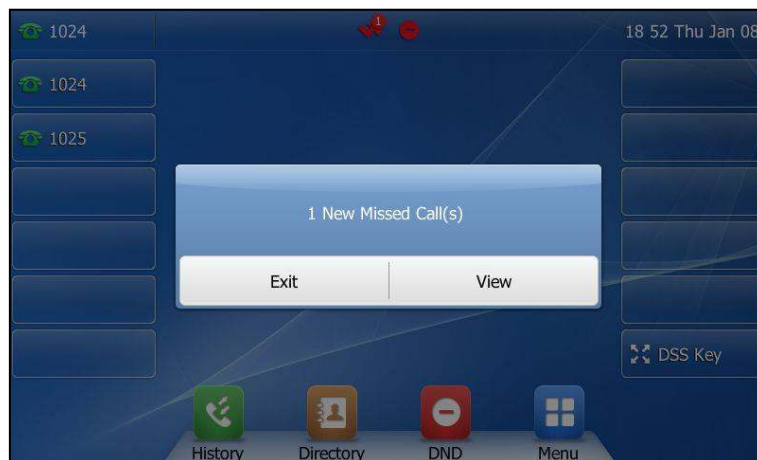 1024
1
18 52 Thu Jan 08
1024
1025
1 New Missed Call(s)
Exit View
DSS Key
History Directory DND Menu